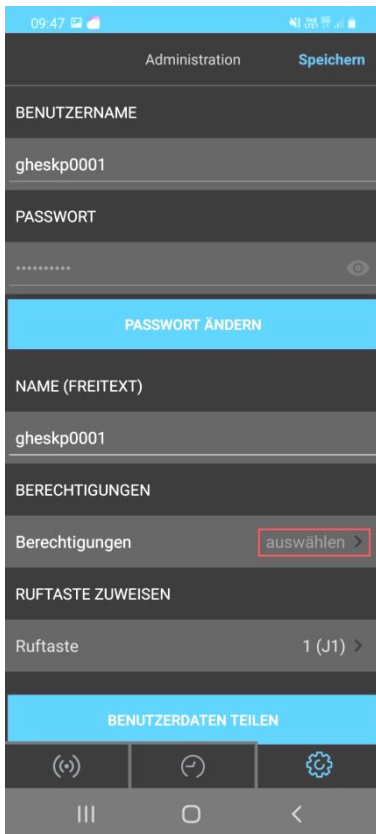 09:47
Administration
Speichern
BENUTZERNAME
gheskp0001
PASSWORT
••••••••••
PASSWORT ÄNDERN
NAME (FREITEXT)
gheskp0001
BERECHTIGUNGEN
Berechtigungen auswählen
RUFTASTE ZUWEISEN
Ruftaste 1 (J1)
BENUTZERDATEN TEILEN